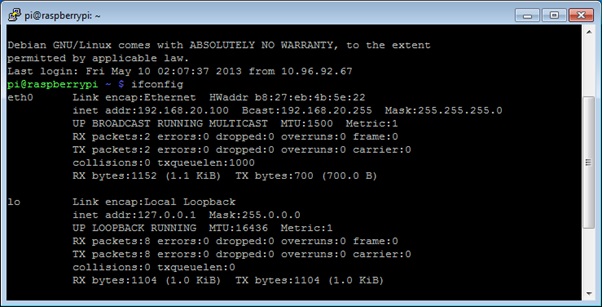 pi@raspberrypi: ~
Debian GNU/Linux comes with ABSOLUTELY NO WARRANTY, to the extent
permitted by applicable law.
Last login: Fri May 10 02:07:37 2013 from 10.96.92.67
pi@raspberrypi ~ $ ifconfig
eth0 Link encap:Ethernet HWaddr b8:27:eb:4b:5e:22
inet addr:192.168.20.100 Bcast:192.168.20.255 Mask:255.255.255.0
UP BROADCAST RUNNING MULTICAST MTU:1500 Metric:1
RX packets:2 errors:0 dropped:0 overruns:0 frame:0
TX packets:2 errors:0 dropped:0 overruns:0 carrier:0
collisions:0 txqueuelen:1000
RX bytes:1152 (1.1 KiB) TX bytes:700 (700.0 B)
lo Link encap:Local Loopback
inet addr:127.0.0.1 Mask:255.0.0.0
UP LOOPBACK RUNNING MTU:16436 Metric:1
RX packets:8 errors:0 dropped:0 overruns:0 frame:0
TX packets:8 errors:0 dropped:0 overruns:0 carrier:0
collisions:0 txqueuelen:0
RX bytes:1104 (1.0 KiB) TX bytes:1104 (1.0 KiB)